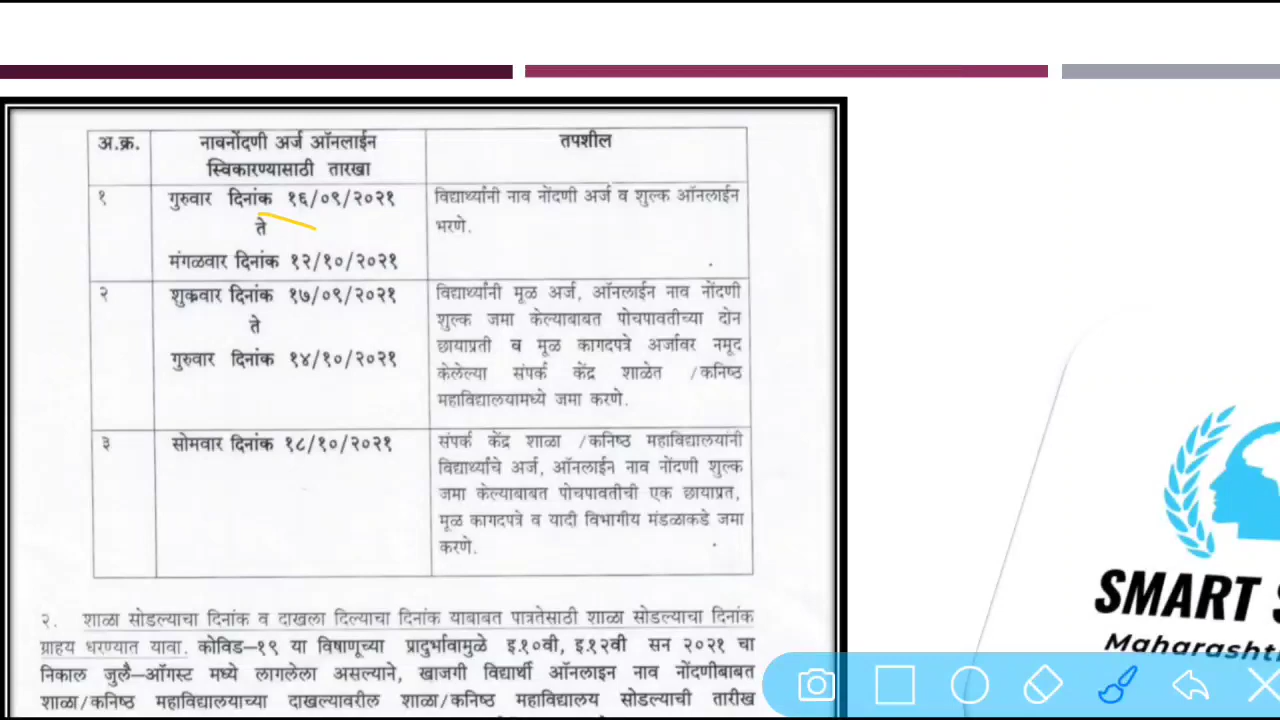 अ.क्र.
नावनोंदणी अर्ज ऑनलाईन
स्विकारण्यासाठी तारखा
तपशील
१
गुरुवार दिनांक १६/०९/२०२१
ते
मंगळवार दिनांक १२/१०/२०२१
विद्यार्थ्यांनी नाव नोंदणी अर्ज व शुल्क ऑनलाईन
भरणे.
२
शुक्रवार दिनांक १७/०९/२०२१
ते
गुरुवार दिनांक १४/१०/२०२१
विद्यार्थ्यांनी मूळ अर्ज, ऑनलाईन नाव नोंदणी
शुल्क जमा केल्याबाबत पोचपावतीच्या दोन
छायाप्रती व मूळ कागदपत्रे अर्जावर नमूद
केलेल्या संपर्क केंद्र शाळेत /कनिष्ठ
महाविद्यालयामध्ये जमा करणे.
३
सोमवार दिनांक १८/१०/२०२१
संपर्क केंद्र शाळा /कनिष्ठ महाविद्यालयांनी
विद्यार्थ्यांचे अर्ज, ऑनलाईन नाव नोंदणी शुल्क
जमा केल्याबाबत पोचपावतीची एक छायाप्रत,
मूळ कागदपत्रे व यादी विभागीय मंडळाकडे जमा
करणे.
२. शाळा सोडल्याचा दिनांक व दाखला दिल्याचा दिनांक याबाबत पात्रतेसाठी शाळा सोडल्याचा दिनांक
ग्राहय धरण्यात यावा. कोविड–१९ या विषाणूच्या प्रादुर्भावामुळे इ.१०वी, इ.१२वी सन २०२१ चा
निकाल जुलै–ऑगस्ट मध्ये लागलेला असल्याने, खाजगी विद्यार्थी ऑनलाइन नाव नोंदणीबाबत
शाळा/कनिष्ठ महाविद्यालयाच्या दाखल्यावरील शाळा/कनिष्ठ महाविद्यालय सोडल्याची तारीख
SMART S
Maharashtr